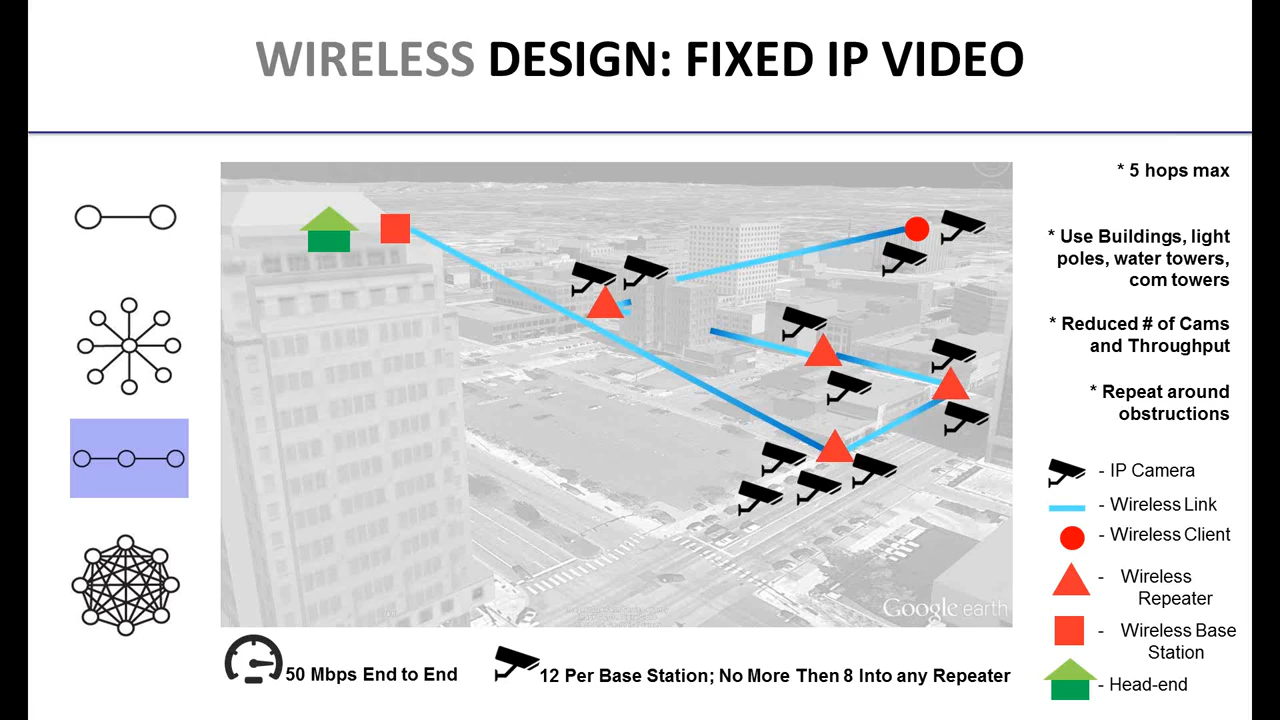 WIRELESS DESIGN: FIXED IP VIDEO
* 5 hops max
* Use Buildings, light
poles, water towers,
com towers
* Reduced # of Cams
and Throughput
* Repeat around
obstructions
- IP Camera
- Wireless Link
- Wireless Client
- Wireless
Repeater
- Wireless Base
Station
- Head-end
Google earth
50 Mbps End to End
12 Per Base Station; No More Then 8 Into any Repeater